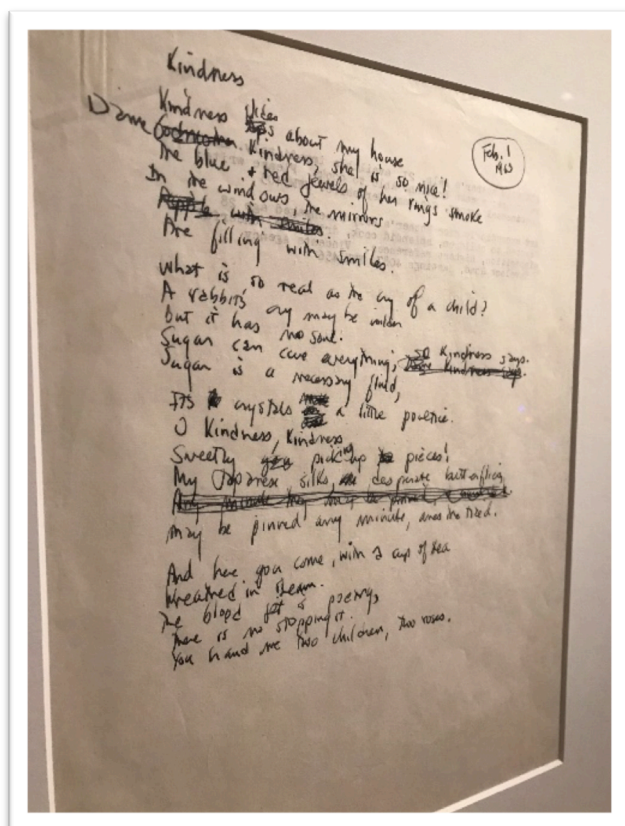 Kindness
Kindness glides about my house
Dame Kindness, she is so nice!
The blue & red jewels of her rings smoke
In the windows, the mirrors
Are filling with smiles.
What is so real as the cry of a child?
A rabbit's cry may be wilder
But it has no soul.
Sugar can cure everything, so Kindness says.
Sugar is a necessary fluid,
Its crystals a little poultice.
O Kindness, Kindness
Sweetly picking up pieces!
My Japanese silks, desperate butterflies,
may be pinned any minute, anesthetized.
And here you come, with a cup of tea
Wreathed in steam.
The blood jet is poetry,
There is no stopping it.
You hand me two children, two roses.
Feb. 1
1963